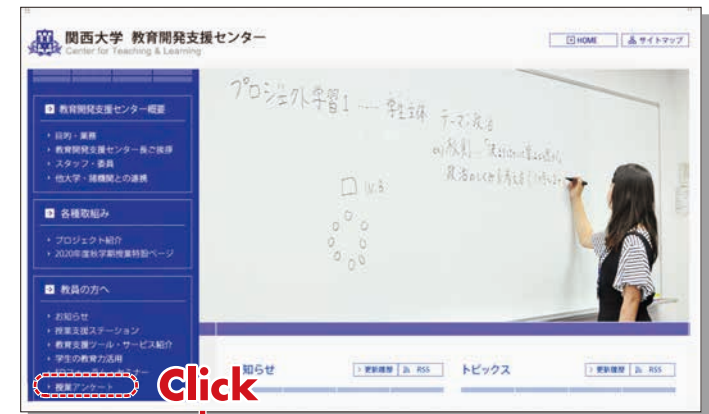 関西大学 教育開発支援センター
Center for Teaching & Learning
HOME
サイトマップ
教育開発支援センター概要
目的・業務
教育開発支援センター長ご挨拶
スタッフ・委員
他大学・諸機関との連携
各種取組み
プロジェクト紹介
2020年度秋学期授業特設ページ
教員の方へ
お知らせ
授業支援ステーション
教育支援ツール・サービス紹介
学生の教育力活用
授業アンケート
Click
プロジェクト学習1 …… 学生主体
テーマ:政治
知らせ
更新履歴
RSS
トピックス
更新履歴
RSS